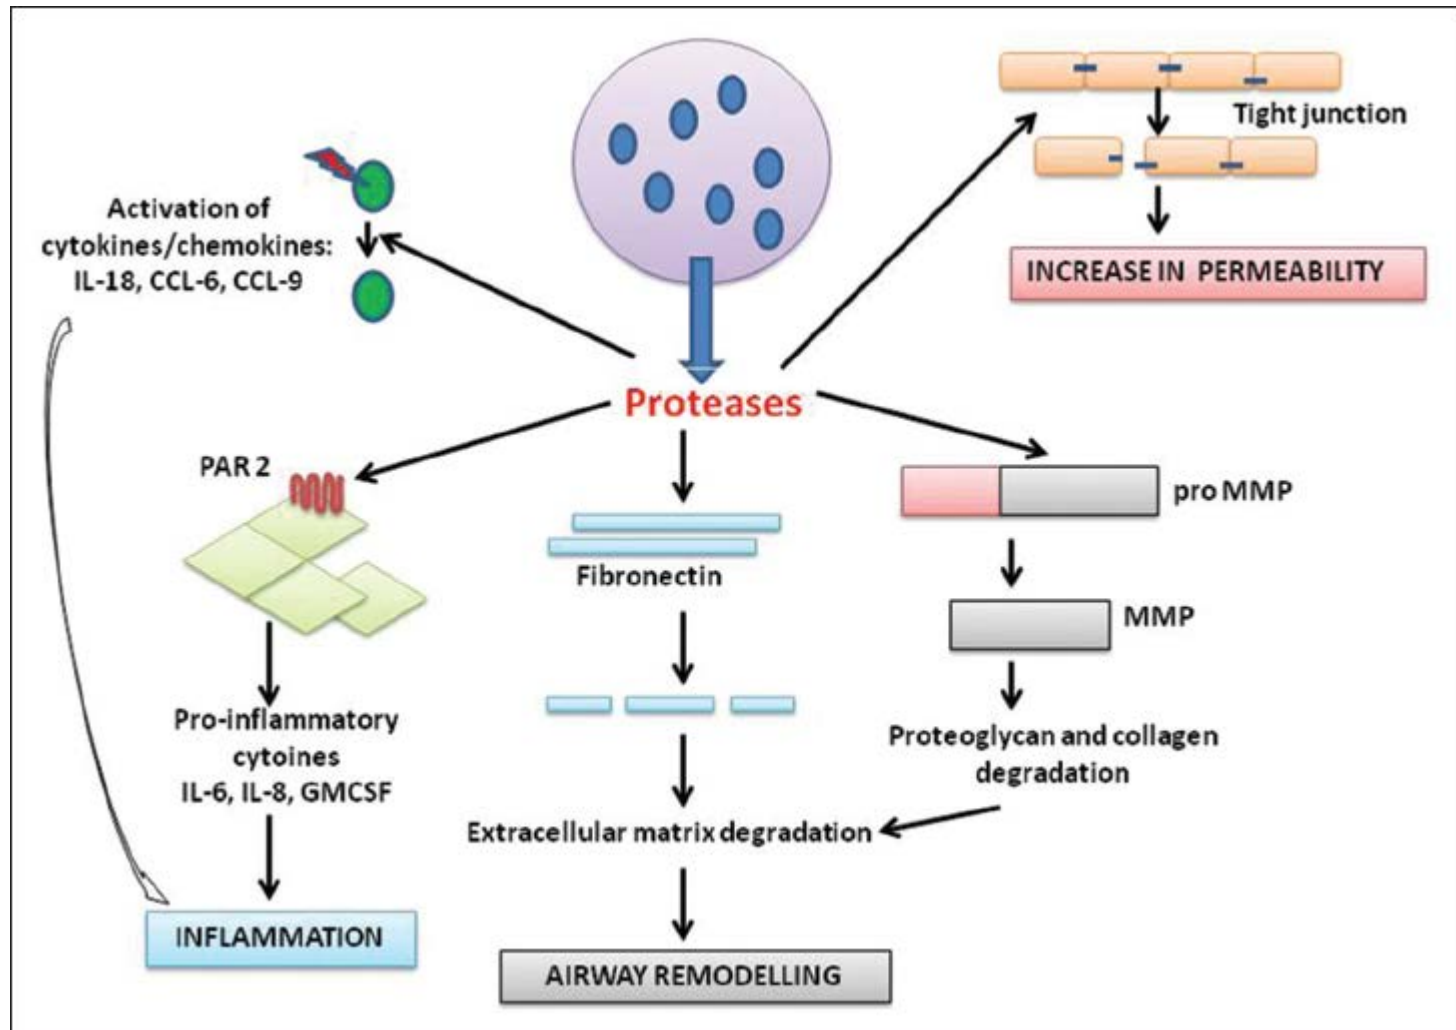 Tight junction
Activation of
cytokines/chemokines:
IL-18, CCL-6, CCL-9
INCREASE IN PERMEABILITY
Proteases
PAR 2
pro MMP
Fibronectin
MMP
Pro-inflammatory
cytoines
IL-6, IL-8, GMCSF
Proteoglycan and collagen
degradation
Extracellular matrix degradation
INFLAMMATION
AIRWAY REMODELLING